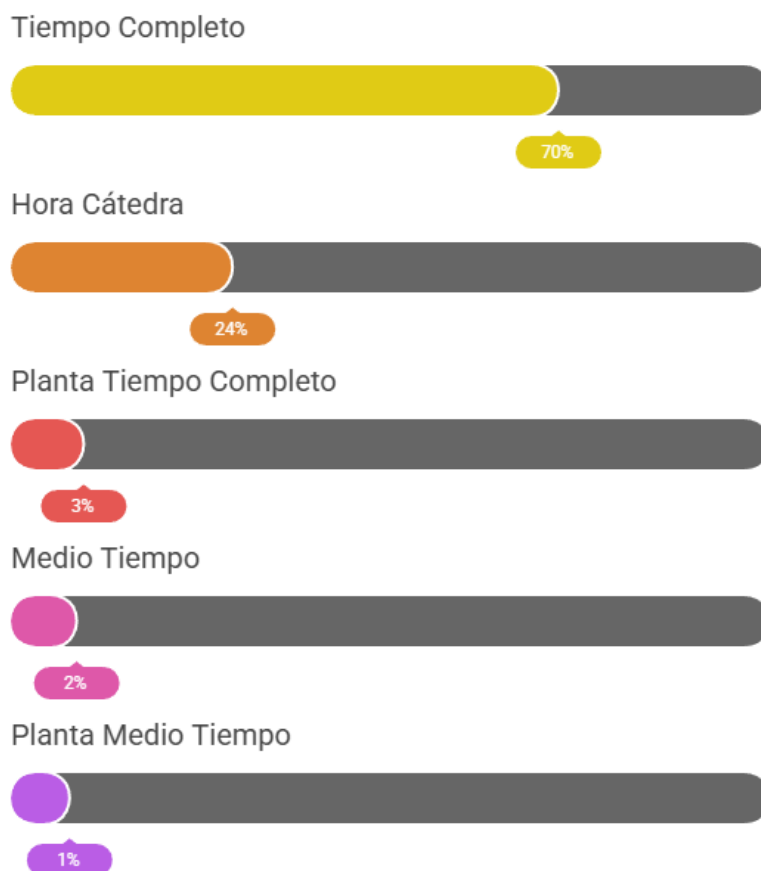 Tiempo Completo
70%
Hora Cátedra
24%
Planta Tiempo Completo
3%
Medio Tiempo
2%
Planta Medio Tiempo
1%